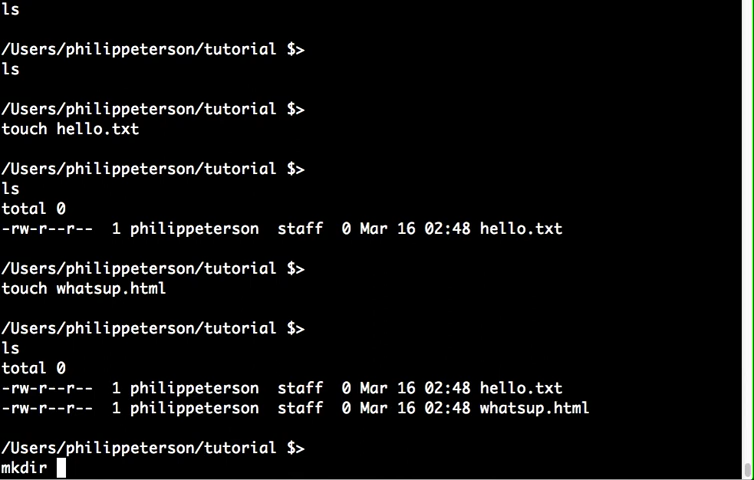 ls
/Users/philippeterson/tutorial $>
ls
/Users/philippeterson/tutorial $>
touch hello.txt
/Users/philippeterson/tutorial $>
ls
total 0
-rw-r--r--  1 philippeterson  staff  0 Mar 16 02:48 hello.txt
/Users/philippeterson/tutorial $>
touch whatsup.html
/Users/philippeterson/tutorial $>
ls
total 0
-rw-r--r--  1 philippeterson  staff  0 Mar 16 02:48 hello.txt
-rw-r--r--  1 philippeterson  staff  0 Mar 16 02:48 whatsup.html
/Users/philippeterson/tutorial $>
mkdir